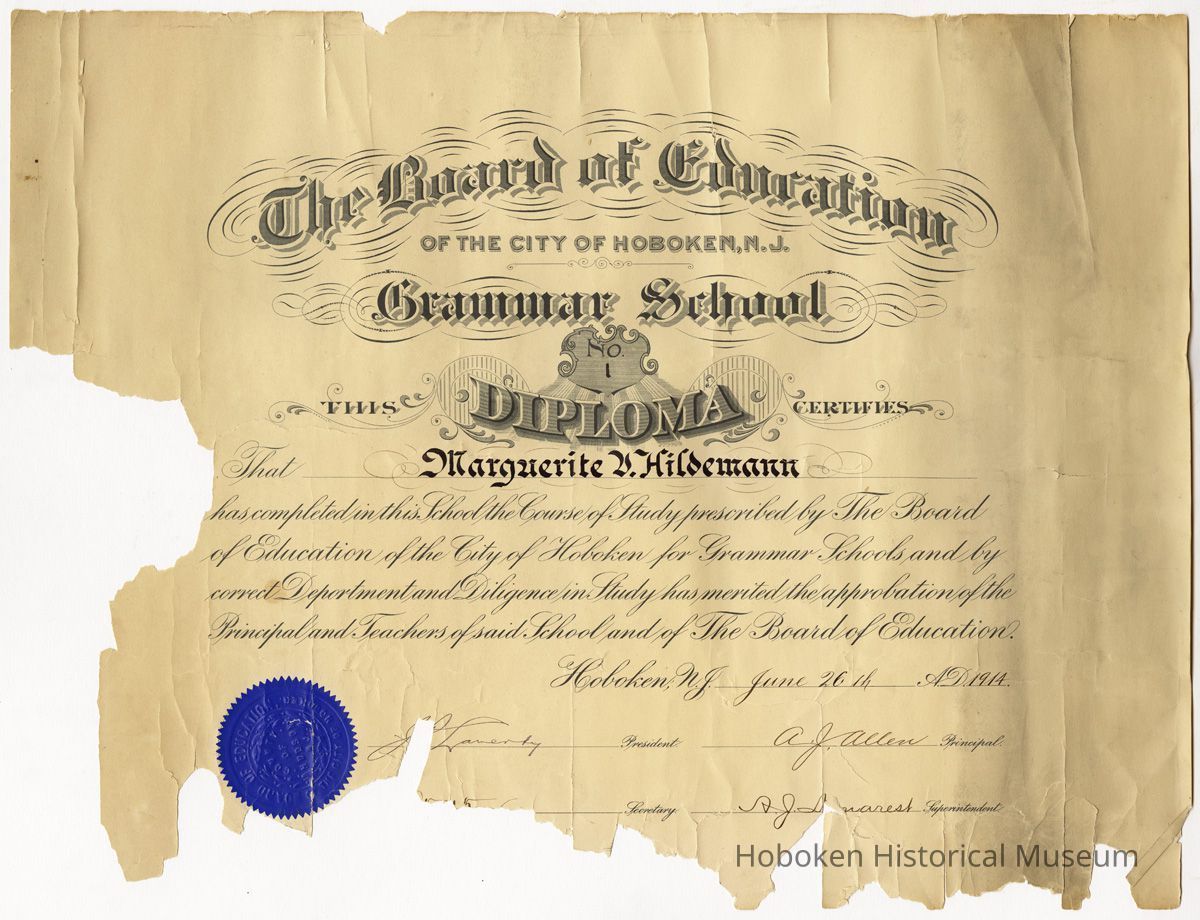 The Board of Education
OF THE CITY OF HOBOKEN, N.J.
Grammar School
No.
1
THIS DIPLOMA CERTIFIES
That Marguerite V. Hildemann
has completed in this School, the Course of Study prescribed by The Board
of Education of the City of Hoboken for Grammar Schools and by
correct Deportment and Diligence in Study has merited the approbation of the
Principal and Teachers of said School and of The Board of Education.
Hoboken, N.J. June 26th A.D. 1914.
President. A. J. Allen Principal.
Secretary. A. J. Superintendent.
Hoboken Historical Museum